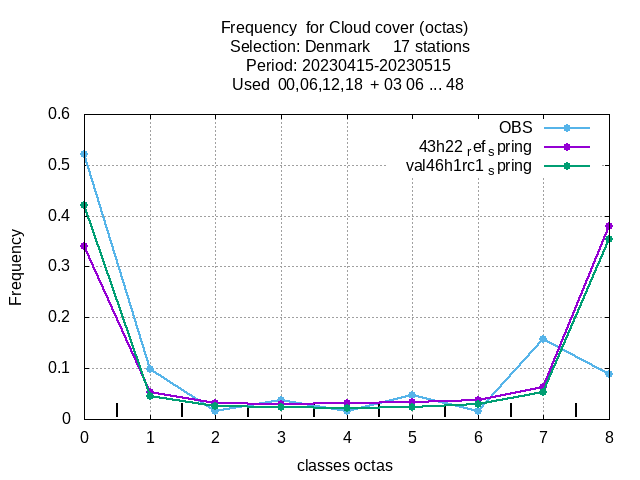 Frequency  for Cloud cover (octas)
Selection: Denmark     17 stations
Period: 20230415-20230515
Used  00,06,12,18  + 03 06 ... 48
0.6
0.5
0.4
0.3
0.2
0.1
0
Frequency
OBS
43h22 ref spring
val46h1rc1 spring
0 1 2 3 4 5 6 7 8
classes octas